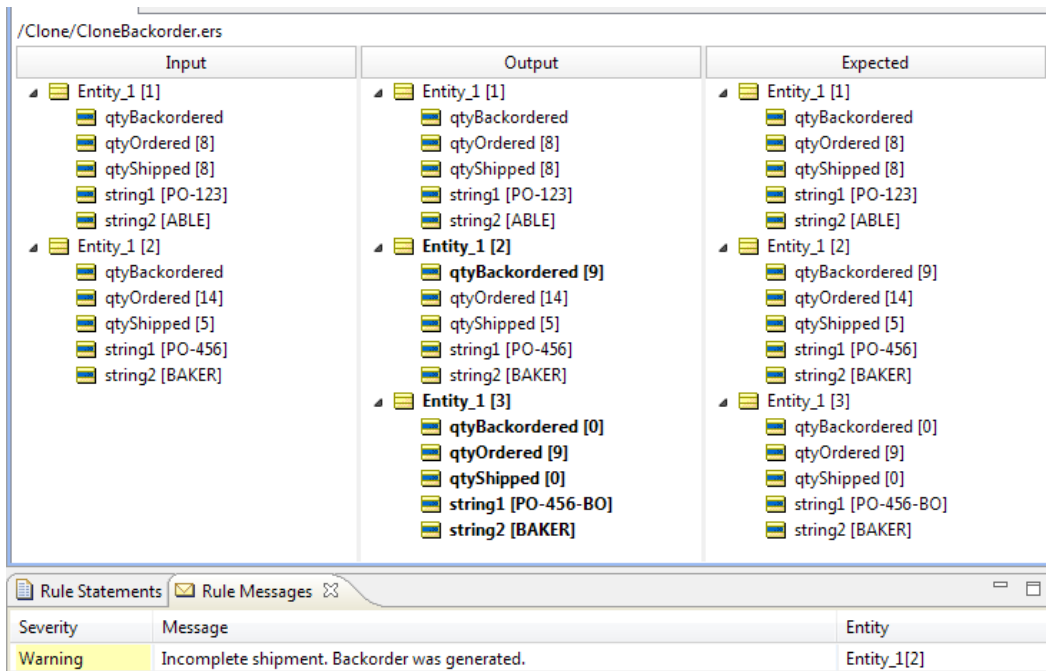 /Clone/CloneBackorder.ers
Input Output Expected
Entity_1 [1] Entity_1 [1] Entity_1 [1]
qtyBackordered qtyBackordered qtyBackordered
qtyOrdered [8] qtyOrdered [8] qtyOrdered [8]
qtyShipped [8] qtyShipped [8] qtyShipped [8]
string1 [PO-123] string1 [PO-123] string1 [PO-123]
string2 [ABLE] string2 [ABLE] string2 [ABLE]
Entity_1 [2] Entity_1 [2] Entity_1 [2]
qtyBackordered qtyBackordered [9] qtyBackordered [9]
qtyOrdered [14] qtyOrdered [14] qtyOrdered [14]
qtyShipped [5] qtyShipped [5] qtyShipped [5]
string1 [PO-456] string1 [PO-456] string1 [PO-456]
string2 [BAKER] string2 [BAKER] string2 [BAKER]
Entity_1 [3] Entity_1 [3]
qtyBackordered [0] qtyBackordered [0]
qtyOrdered [9] qtyOrdered [9]
qtyShipped [0] qtyShipped [0]
string1 [PO-456-BO] string1 [PO-456-BO]
string2 [BAKER] string2 [BAKER]
Rule Statements Rule Messages
Severity Message Entity
Warning Incomplete shipment. Backorder was generated. Entity_1[2]